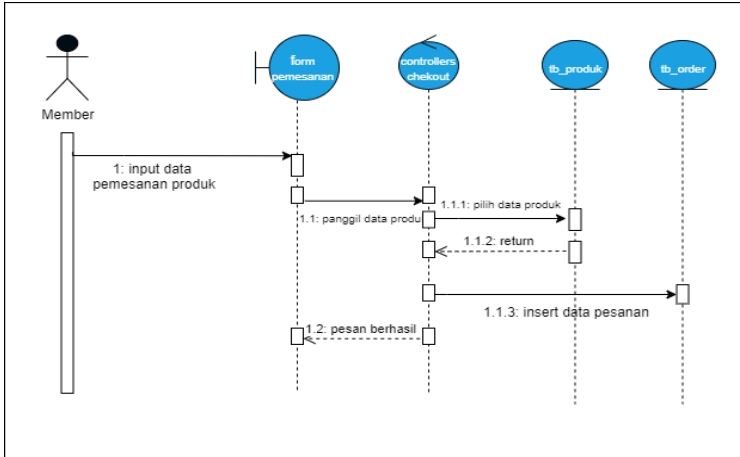 form
pemesanan
controllers
chekout
tb_produk
tb_order
Member
1: input data
pemesanan produk
1.1.1: pilih data produk
1.1: panggil data produ
1.1.2: return
1.1.3: insert data pesanan
1.2: pesan berhasil